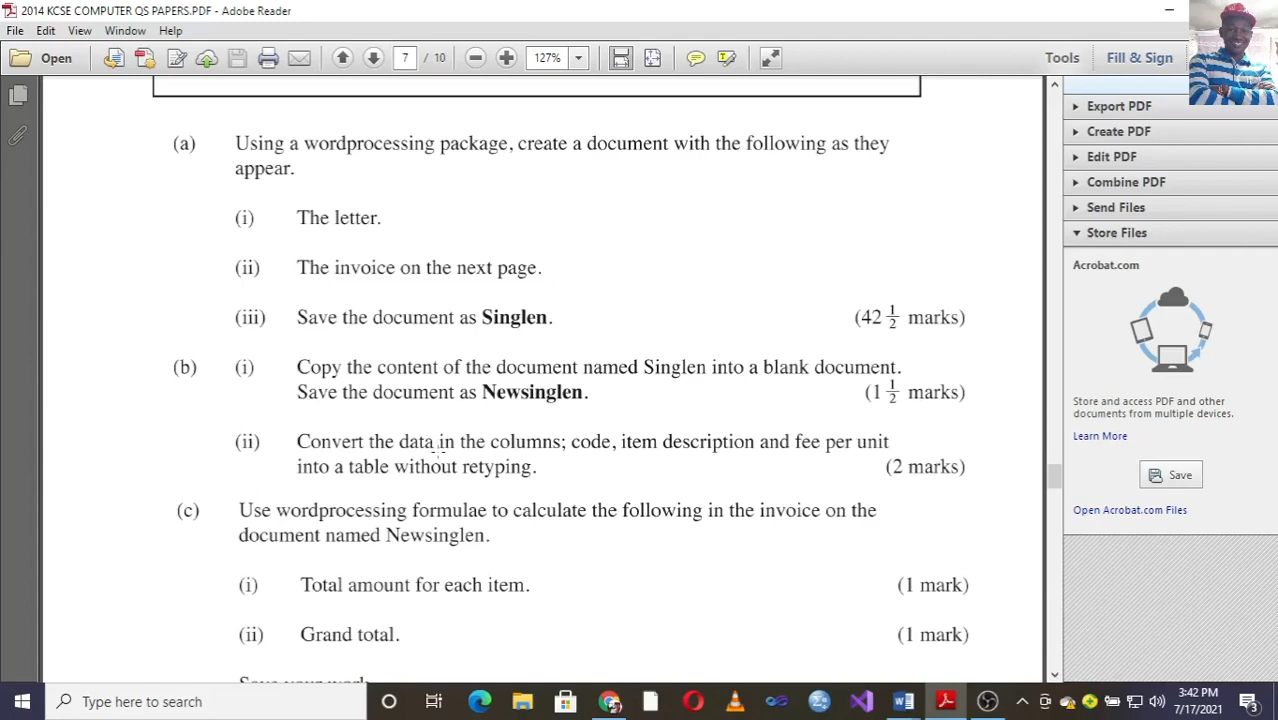 2014 KCSE COMPUTER QS PAPERS.PDF - Adobe Reader
File Edit View Window Help
Open 7 / 10 127% Tools Fill & Sign
(a) Using a wordprocessing package, create a document with the following as they
appear.
(i) The letter.
(ii) The invoice on the next page.
(iii) Save the document as Singlen. (42 1/2 marks)
(b) (i) Copy the content of the document named Singlen into a blank document.
Save the document as Newsinglen. (1 1/2 marks)
(ii) Convert the data in the columns; code, item description and fee per unit
into a table without retyping. (2 marks)
(c) Use wordprocessing formulae to calculate the following in the invoice on the
document named Newsinglen.
(i) Total amount for each item. (1 mark)
(ii) Grand total. (1 mark)
Save your work
Export PDF
Create PDF
Edit PDF
Combine PDF
Send Files
Store Files
Acrobat.com
Store and access PDF and other
documents from multiple devices.
Learn More
Save
Open Acrobat.com Files
Type here to search
3:42 PM
7/17/2021
3